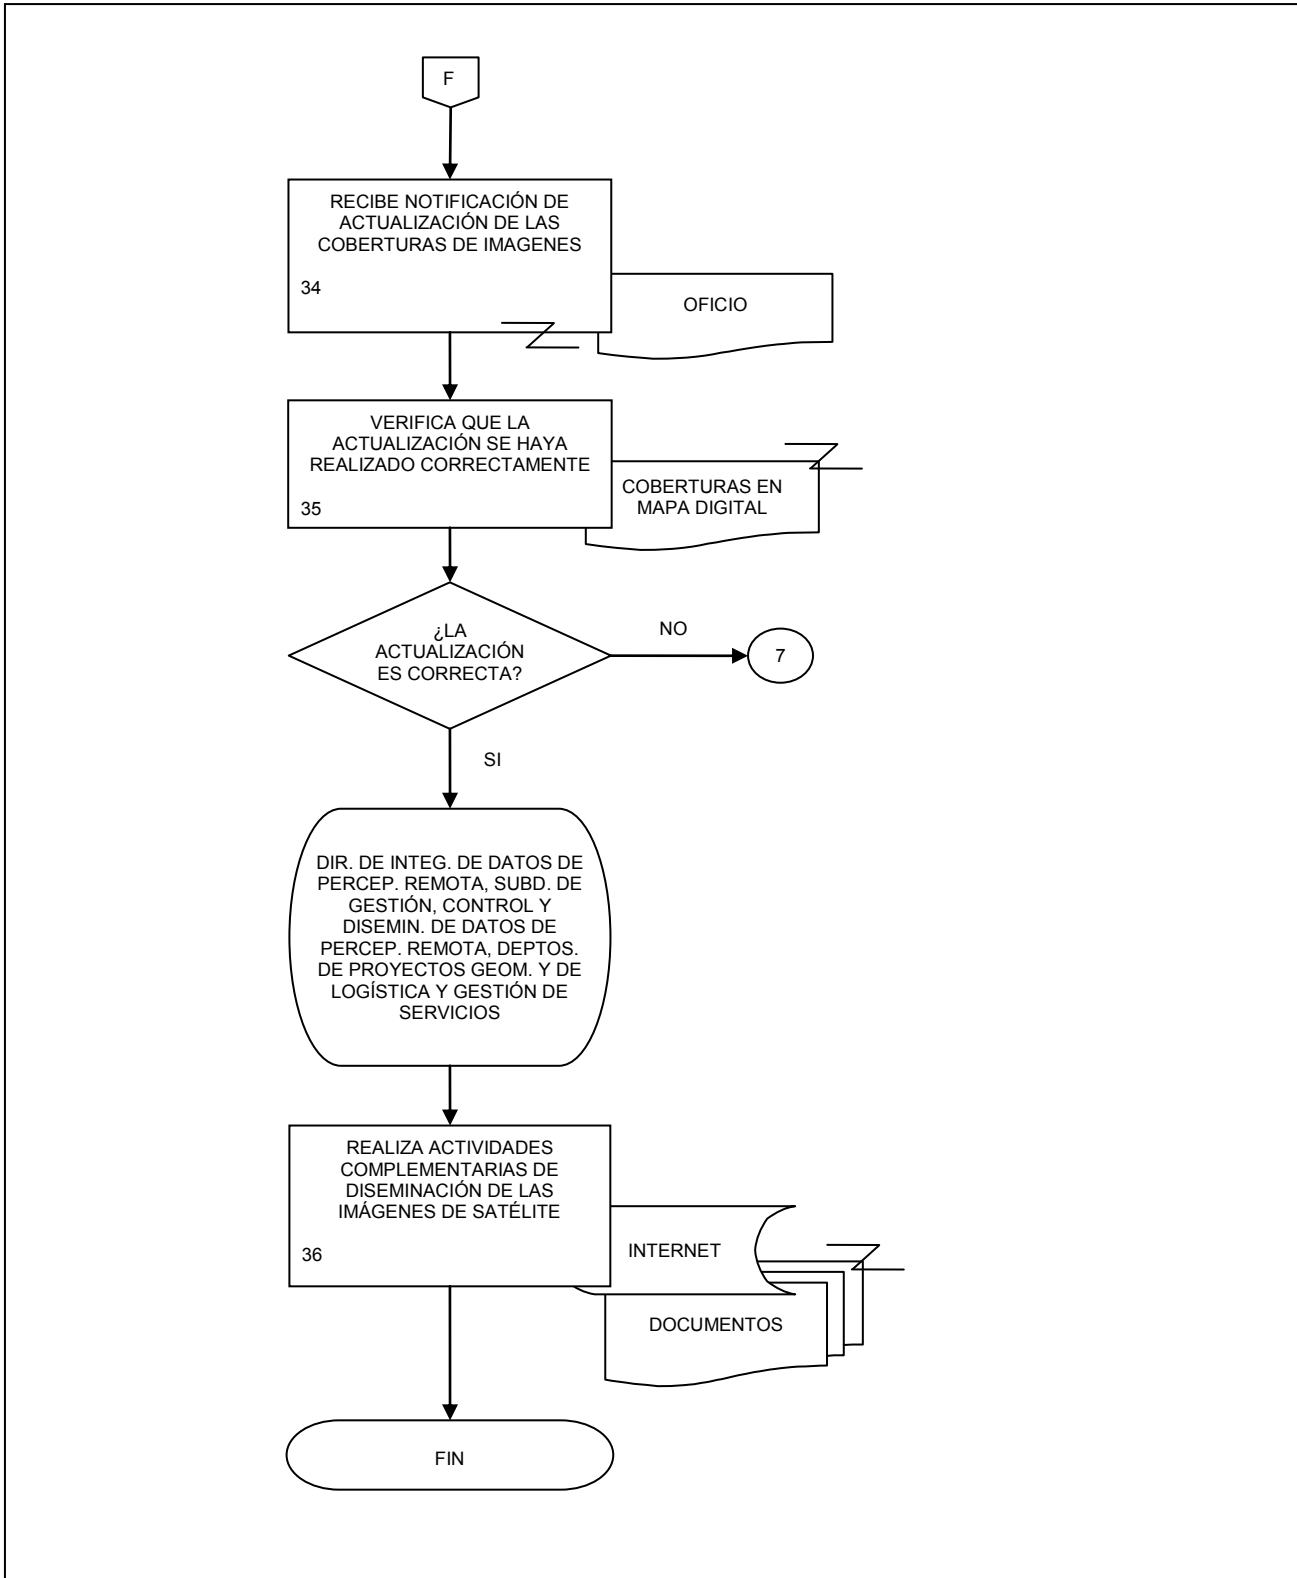 F
RECIBE NOTIFICACIÓN DE
ACTUALIZACIÓN DE LAS
COBERTURAS DE IMAGENES
34
OFICIO
VERIFICA QUE LA
ACTUALIZACIÓN SE HAYA
REALIZADO CORRECTAMENTE
35
COBERTURAS EN
MAPA DIGITAL
¿LA
ACTUALIZACIÓN
ES CORRECTA?
NO
7
SI
DIR. DE INTEG. DE DATOS DE
PERCEP. REMOTA, SUBD. DE
GESTIÓN, CONTROL Y
DISEMIN. DE DATOS DE
PERCEP. REMOTA, DEPTOS.
DE PROYECTOS GEOM. Y DE
LOGÍSTICA Y GESTIÓN DE
SERVICIOS
REALIZA ACTIVIDADES
COMPLEMENTARIAS DE
DISEMINACIÓN DE LAS
IMÁGENES DE SATÉLITE
36
INTERNET
DOCUMENTOS
FIN